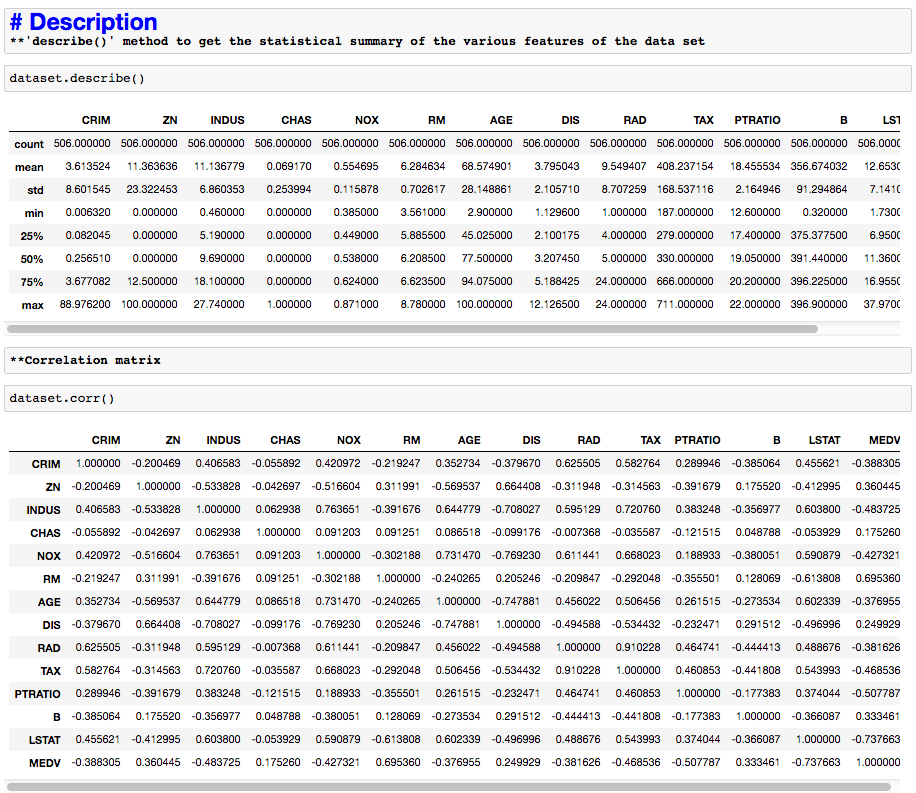 # Description
**'describe()' method to get the statistical summary of the various features of the data set
dataset.describe()
CRIM ZN INDUS CHAS NOX RM AGE DIS RAD TAX PTRATIO B LST
count 506.000000 506.000000 506.000000 506.000000 506.000000 506.000000 506.000000 506.000000 506.000000 506.000000 506.000000 506.000000 506.0000
mean 3.613524 11.363636 11.136779 0.069170 0.554695 6.284634 68.574901 3.795043 9.549407 408.237154 18.455534 356.674032 12.6530
std 8.601545 23.322453 6.860353 0.253994 0.115878 0.702617 28.148861 2.105710 8.707259 168.537116 2.164946 91.294864 7.1410
min 0.006320 0.000000 0.460000 0.000000 0.385000 3.561000 2.900000 1.129600 1.000000 187.000000 12.600000 0.320000 1.7300
25% 0.082045 0.000000 5.190000 0.000000 0.449000 5.885500 45.025000 2.100175 4.000000 279.000000 17.400000 375.377500 6.9500
50% 0.256510 0.000000 9.690000 0.000000 0.538000 6.208500 77.500000 3.207450 5.000000 330.000000 19.050000 391.440000 11.3600
75% 3.677082 12.500000 18.100000 0.000000 0.624000 6.623500 94.075000 5.188425 24.000000 666.000000 20.200000 396.225000 16.9550
max 88.976200 100.000000 27.740000 1.000000 0.871000 8.780000 100.000000 12.126500 24.000000 711.000000 22.000000 396.900000 37.9700
**Correlation matrix
dataset.corr()
CRIM ZN INDUS CHAS NOX RM AGE DIS RAD TAX PTRATIO B LSTAT MEDV
CRIM 1.000000 -0.200469 0.406583 -0.055892 0.420972 -0.219247 0.352734 -0.379670 0.625505 0.582764 0.289946 -0.385064 0.455621 -0.388305
ZN -0.200469 1.000000 -0.533828 -0.042697 -0.516604 0.311991 -0.569537 0.664408 -0.311948 -0.314563 -0.391679 0.175520 -0.412995 0.360445
INDUS 0.406583 -0.533828 1.000000 0.062938 0.763651 -0.391676 0.644779 -0.708027 0.595129 0.720760 0.383248 -0.356977 0.603800 -0.483725
CHAS -0.055892 -0.042697 0.062938 1.000000 0.091203 0.091251 0.086518 -0.099176 -0.007368 -0.035587 -0.121515 0.048788 -0.053929 0.175260
NOX 0.420972 -0.516604 0.763651 0.091203 1.000000 -0.302188 0.731470 -0.769230 0.611441 0.668023 0.188933 -0.380051 0.590879 -0.427321
RM -0.219247 0.311991 -0.391676 0.091251 -0.302188 1.000000 -0.240265 0.205246 -0.209847 -0.292048 -0.355501 0.128069 -0.613808 0.695360
AGE 0.352734 -0.569537 0.644779 0.086518 0.731470 -0.240265 1.000000 -0.747881 0.456022 0.506456 0.261515 -0.273534 0.602339 -0.376955
DIS -0.379670 0.664408 -0.708027 -0.099176 -0.769230 0.205246 -0.747881 1.000000 -0.494588 -0.534432 -0.232471 0.291512 -0.496996 0.249929
RAD 0.625505 -0.311948 0.595129 -0.007368 0.611441 -0.209847 0.456022 -0.494588 1.000000 0.910228 0.464741 -0.444413 0.488676 -0.381626
TAX 0.582764 -0.314563 0.720760 -0.035587 0.668023 -0.292048 0.506456 -0.534432 0.910228 1.000000 0.460853 -0.441808 0.543993 -0.468536
PTRATIO 0.289946 -0.391679 0.383248 -0.121515 0.188933 -0.355501 0.261515 -0.232471 0.464741 0.460853 1.000000 -0.177383 0.374044 -0.507787
B -0.385064 0.175520 -0.356977 0.048788 -0.380051 0.128069 -0.273534 0.291512 -0.444413 -0.441808 -0.177383 1.000000 -0.366087 0.333461
LSTAT 0.455621 -0.412995 0.603800 -0.053929 0.590879 -0.613808 0.602339 -0.496996 0.488676 0.543993 0.374044 -0.366087 1.000000 -0.737663
MEDV -0.388305 0.360445 -0.483725 0.175260 -0.427321 0.695360 -0.376955 0.249929 -0.381626 -0.468536 -0.507787 0.333461 -0.737663 1.000000